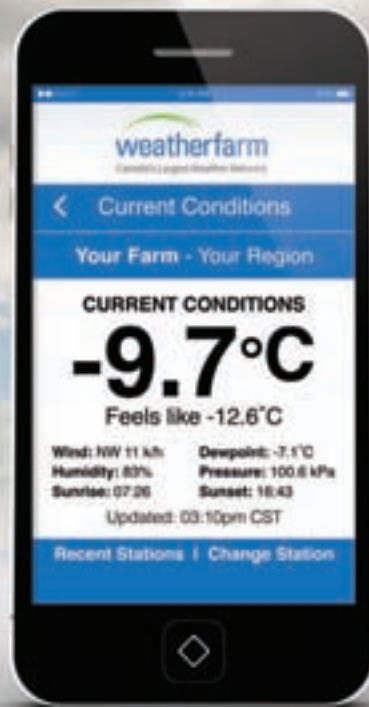 weatherfarm
Canada's Largest Weather Network
Current Conditions
Your Farm - Your Region
CURRENT CONDITIONS
-9.7°C
Feels like -12.6°C
Wind: NW 11 k/h Dewpoint: -7.1°C
Humidity: 83% Pressure: 100.6 kPa
Sunrise: 07:26 Sunset: 16:43
Updated: 03:10pm CST
Recent Stations | Change Station